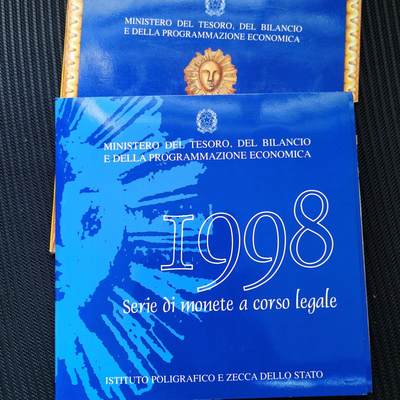 MINISTERO DEL TESORO, DEL BILANCIO
E DELLA PROGRAMMAZIONE ECONOMICA
MINISTERO DEL TESORO, DEL BILANCIO
E DELLA PROGRAMMAZIONE ECONOMICA
1998
Serie di monete a corso legale
ISTITUTO POLIGRAFICO E ZECCA DELLO STATO